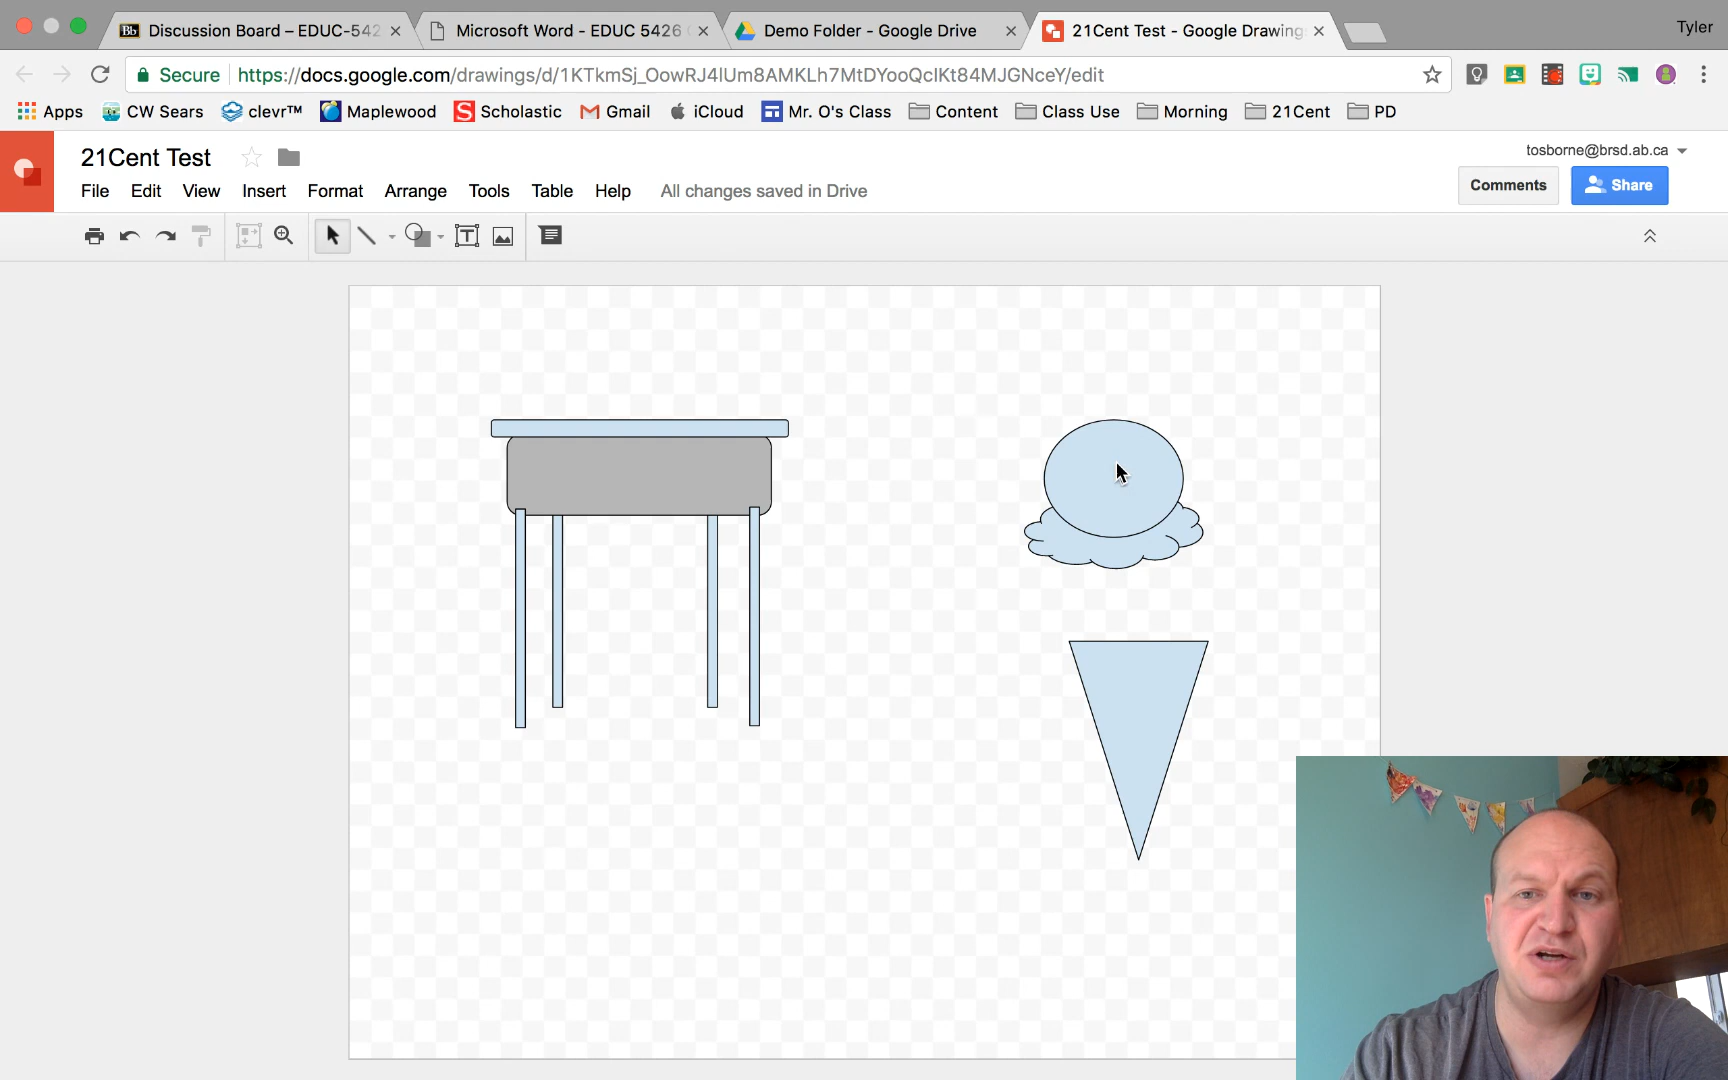 Discussion Board – EDUC-542
Microsoft Word - EDUC 5426
Demo Folder - Google Drive
21Cent Test - Google Drawing
Tyler
Secure
https://docs.google.com/drawings/d/1KTkmSj_OowRJ4lUm8AMKLh7MtDYooQcIKt84MJGNceY/edit
Apps
CW Sears
clevr™
Maplewood
Scholastic
Gmail
iCloud
Mr. O's Class
Content
Class Use
Morning
21Cent
PD
21Cent Test
tosborne@brsd.ab.ca
File Edit View Insert Format Arrange Tools Table Help All changes saved in Drive
Comments
Share